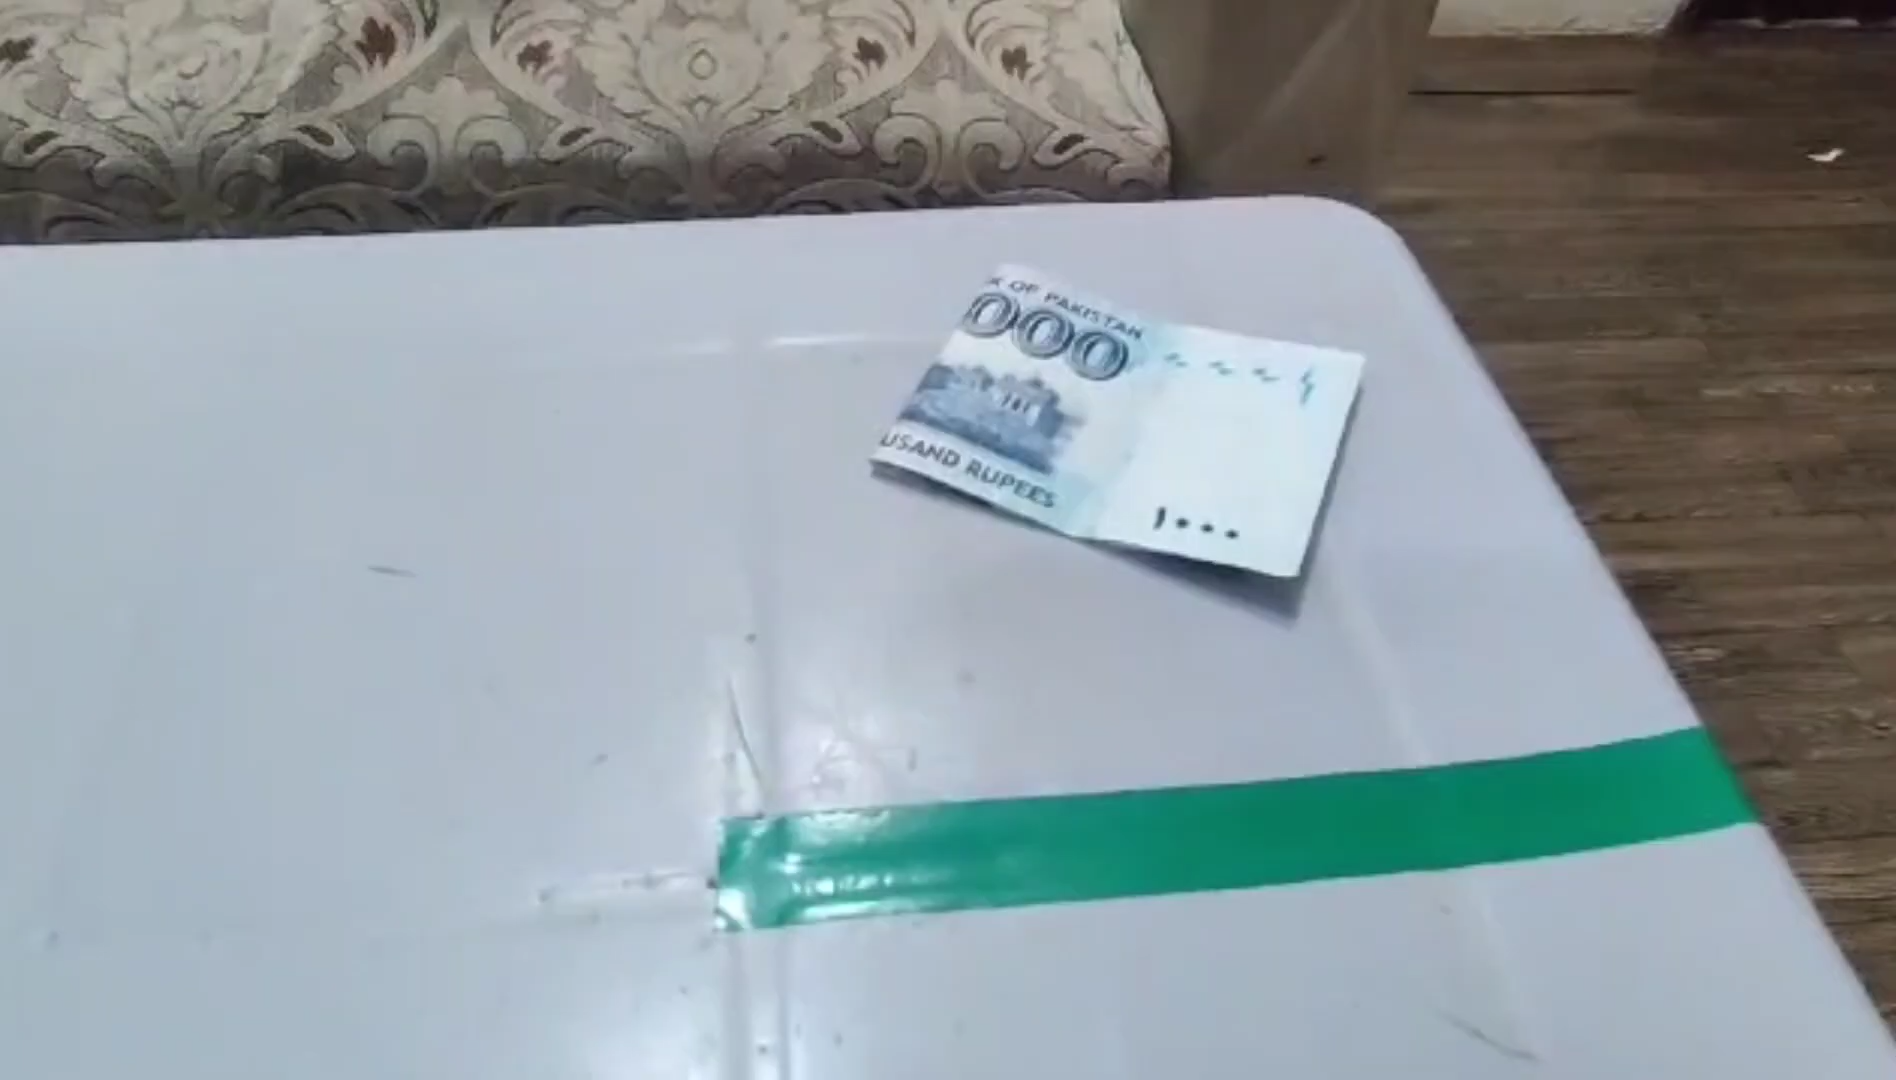 K OF PAKISTAN
000
USAND RUPEES
۱۰۰۰